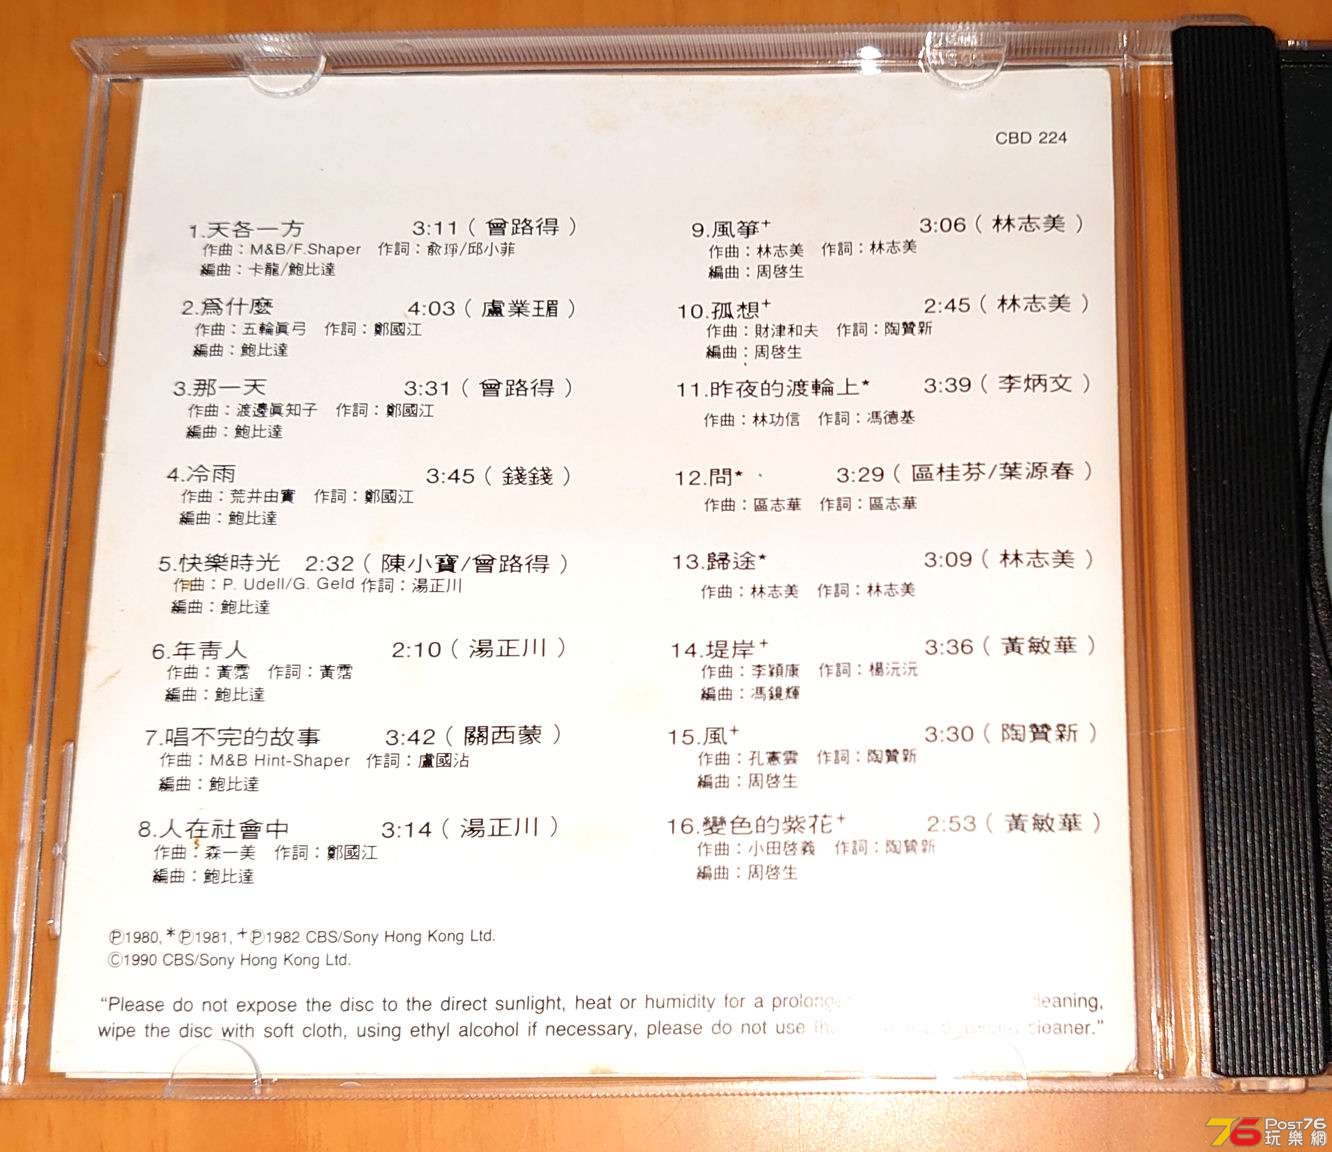 CBD 224
1.天各一方 3:11(曾路得)
作曲：M&B/F.Shaper 作詞：兪琤/邱小菲
編曲：卡龍/鮑比達
2.爲什麼 4:03(盧業瑂)
作曲：五輪眞弓 作詞：鄭國江
編曲：鮑比達
3.那一天 3:31(曾路得)
作曲：渡邊眞知子 作詞：鄭國江
編曲：鮑比達
4.冷雨 3:45(錢錢)
作曲：荒井由實 作詞：鄭國江
編曲：鮑比達
5.快樂時光 2:32(陳小寶/曾路得)
作曲：P. Udell/G. Geld 作詞：湯正川
編曲：鮑比達
6.年靑人 2:10(湯正川)
作曲：黃霑 作詞：黃霑
編曲：鮑比達
7.唱不完的故事 3:42(關西蒙)
作曲：M&B Hint-Shaper 作詞：盧國沾
編曲：鮑比達
8.人在社會中 3:14(湯正川)
作曲：森一美 作詞：鄭國江
編曲：鮑比達
9.風箏+ 3:06(林志美)
作曲：林志美 作詞：林志美
編曲：周啓生
10.孤想+ 2:45(林志美)
作曲：財津和夫 作詞：陶贊新
編曲：周啓生
11.昨夜的渡輪上* 3:39(李炳文)
作曲：林功信 作詞：馮德基
12.問* 3:29(區桂芬/葉源春)
作曲：區志華 作詞：區志華
13.歸途* 3:09(林志美)
作曲：林志美 作詞：林志美
14.堤岸+ 3:36(黃敏華)
作曲：李穎康 作詞：楊沅沅
編曲：馮鏡輝
15.風+ 3:30(陶贊新)
作曲：孔憲雲 作詞：陶贊新
編曲：周啓生
16.變色的紫花+ 2:53(黃敏華)
作曲：小田啓義 作詞：陶贊新
編曲：周啓生
Ⓟ1980,*Ⓟ1981,+Ⓟ1982 CBS/Sony Hong Kong Ltd.
Ⓒ1990 CBS/Sony Hong Kong Ltd.
"Please do not expose the disc to the direct sunlight, heat or humidity for a cleaning,
wipe the disc with soft cloth, using ethyl alcohol if necessary, please do not use cleaner."
76 Post76
玩樂網